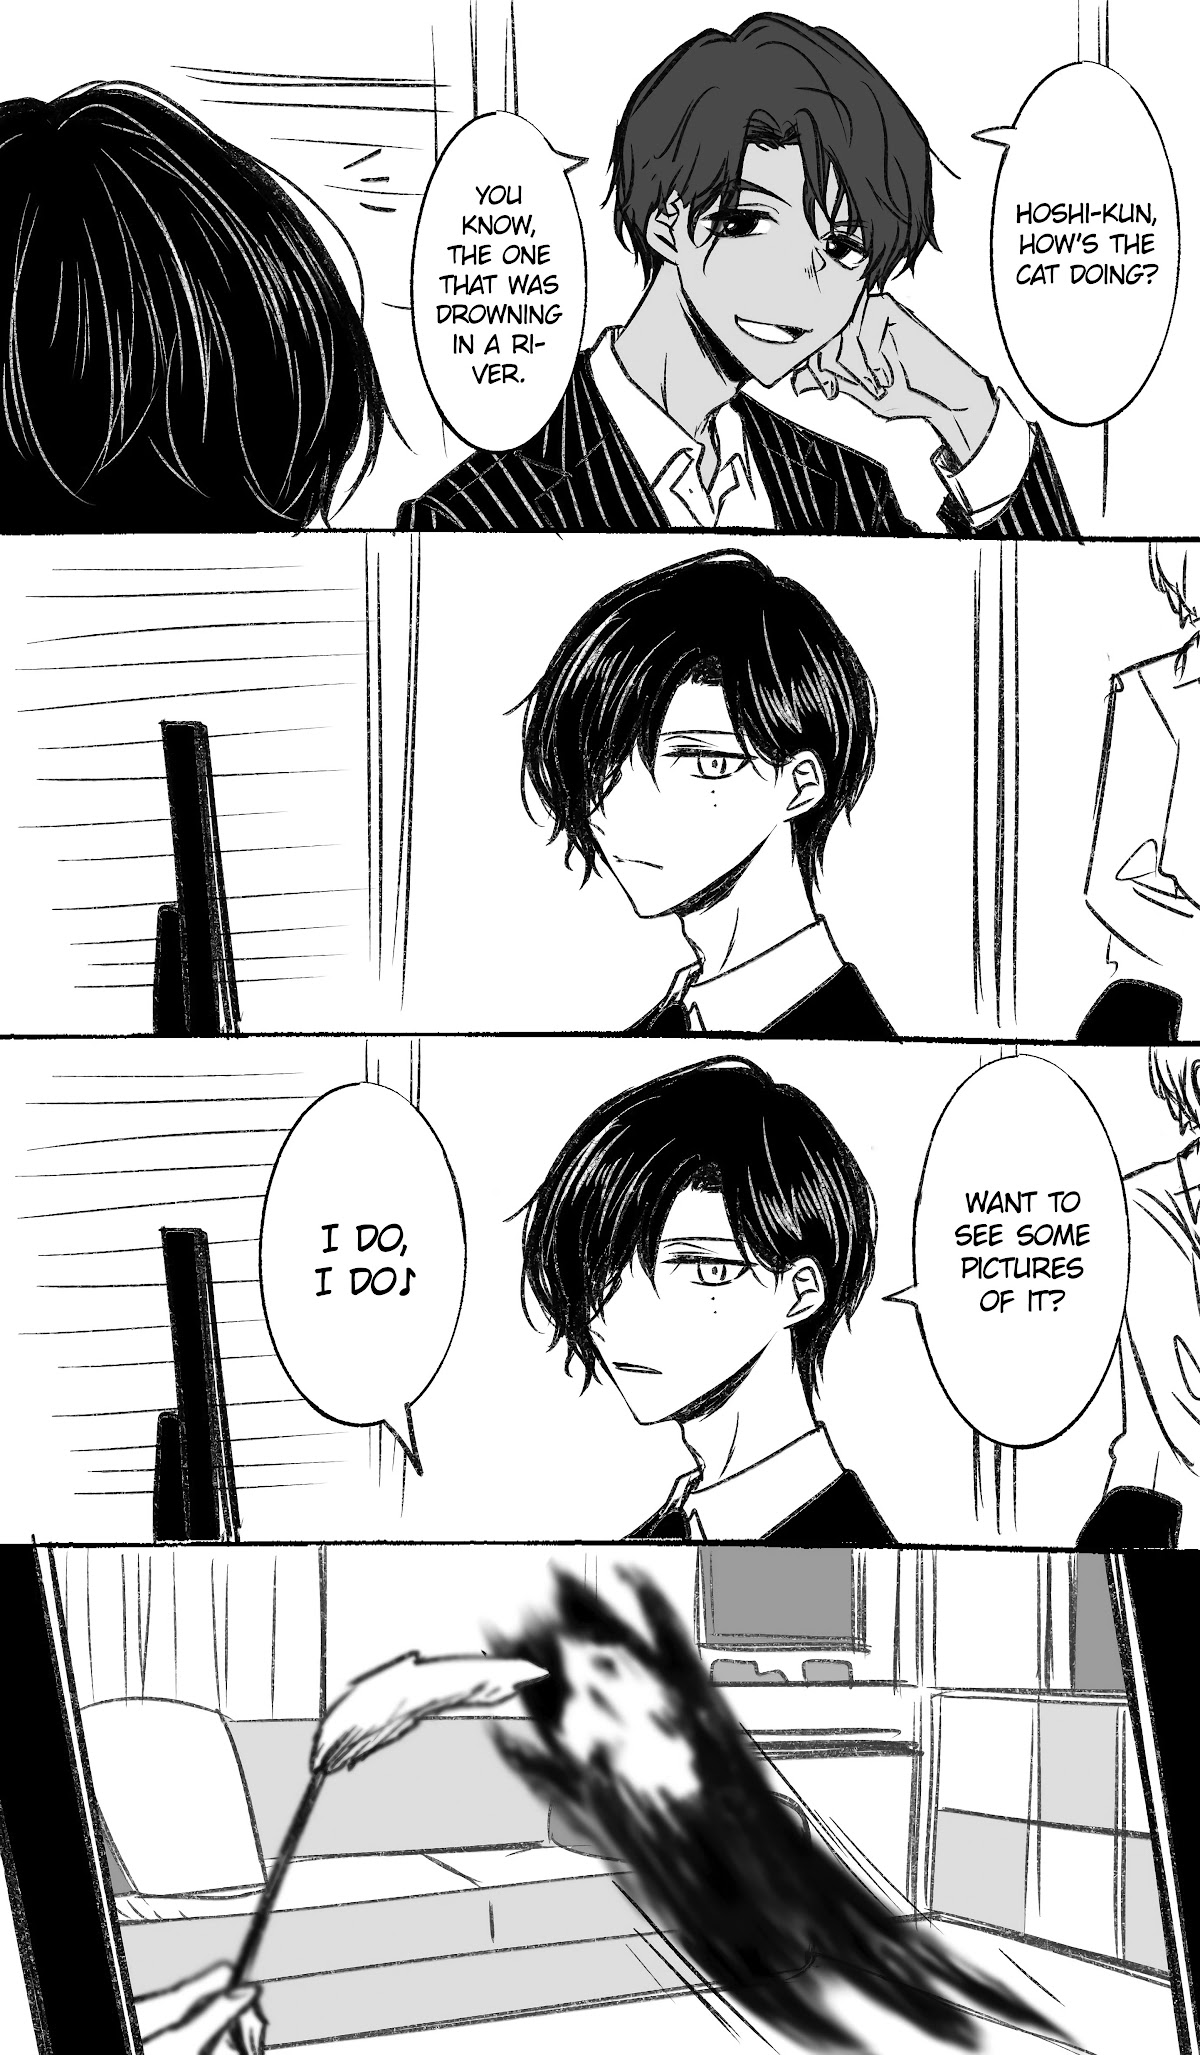 HOSHI-KUN,
HOW'S THE
CAT DOING?
YOU
KNOW,
THE ONE
THAT WAS
DROWNING
IN A RI-
VER.
WANT TO
SEE SOME
PICTURES
OF IT?
I DO,
I DO♪